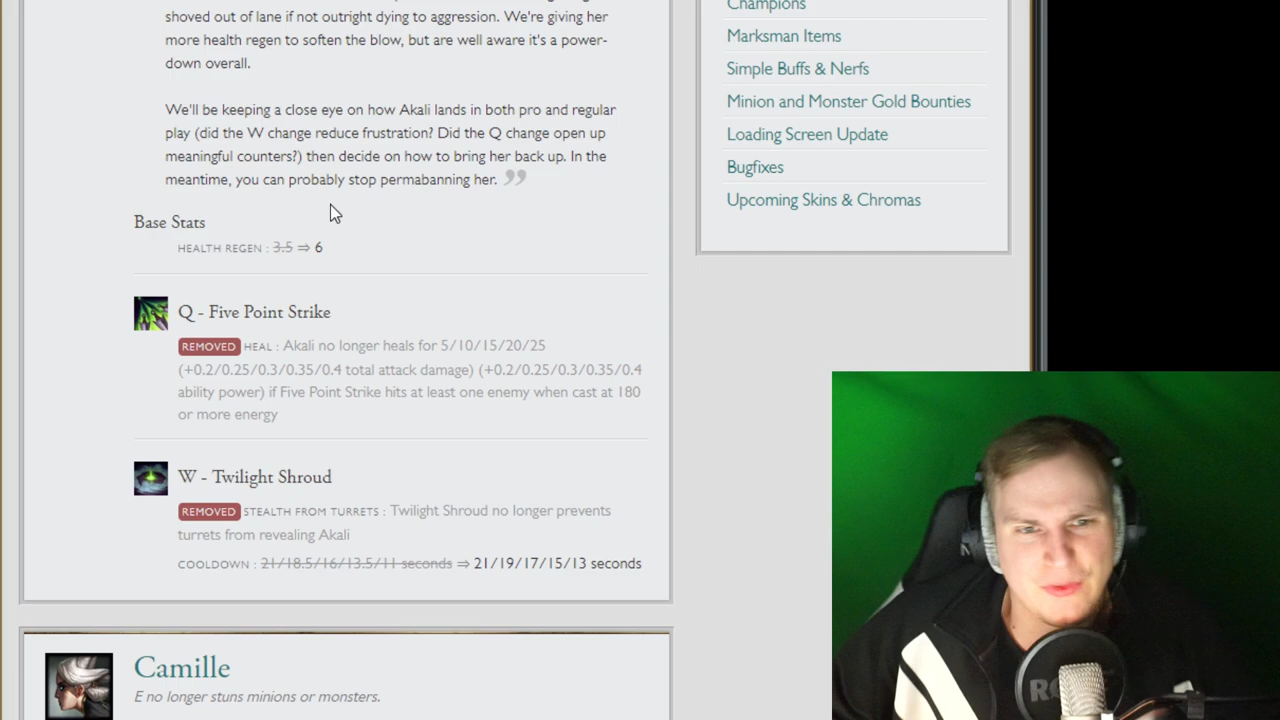 shoved out of lane if not outright dying to aggression. We're giving her
more health regen to soften the blow, but are well aware it's a power-
down overall.
We'll be keeping a close eye on how Akali lands in both pro and regular
play (did the W change reduce frustration? Did the Q change open up
meaningful counters?) then decide on how to bring her back up. In the
meantime, you can probably stop permabanning her.
Base Stats
HEALTH REGEN : 3.5 ⇒ 6
Q - Five Point Strike
REMOVED HEAL : Akali no longer heals for 5/10/15/20/25
(+0.2/0.25/0.3/0.35/0.4 total attack damage) (+0.2/0.25/0.3/0.35/0.4
ability power) if Five Point Strike hits at least one enemy when cast at 180
or more energy
W - Twilight Shroud
REMOVED STEALTH FROM TURRETS : Twilight Shroud no longer prevents
turrets from revealing Akali
COOLDOWN : 21/18.5/16/13.5/11 seconds ⇒ 21/19/17/15/13 seconds
Camille
E no longer stuns minions or monsters.
Champions
Marksman Items
Simple Buffs & Nerfs
Minion and Monster Gold Bounties
Loading Screen Update
Bugfixes
Upcoming Skins & Chromas